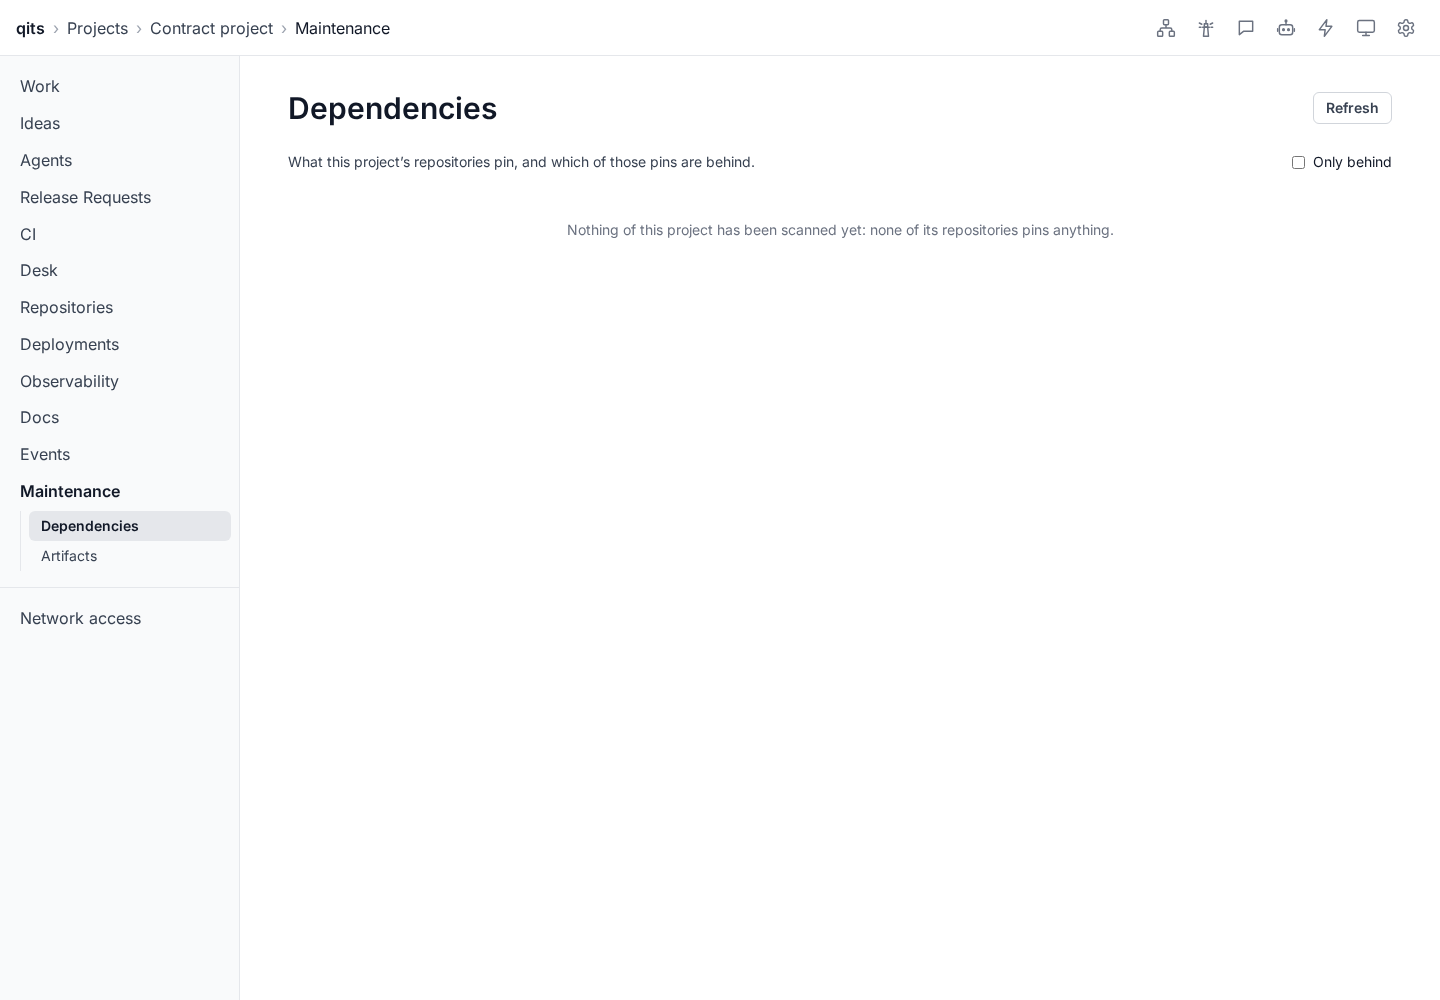 qits › Projects › Contract project › Maintenance
Work
Ideas
Agents
Release Requests
CI
Desk
Repositories
Deployments
Observability
Docs
Events
Maintenance
Dependencies
Artifacts
Network access
Dependencies
Refresh
What this project’s repositories pin, and which of those pins are behind.
Only behind
Nothing of this project has been scanned yet: none of its repositories pins anything.